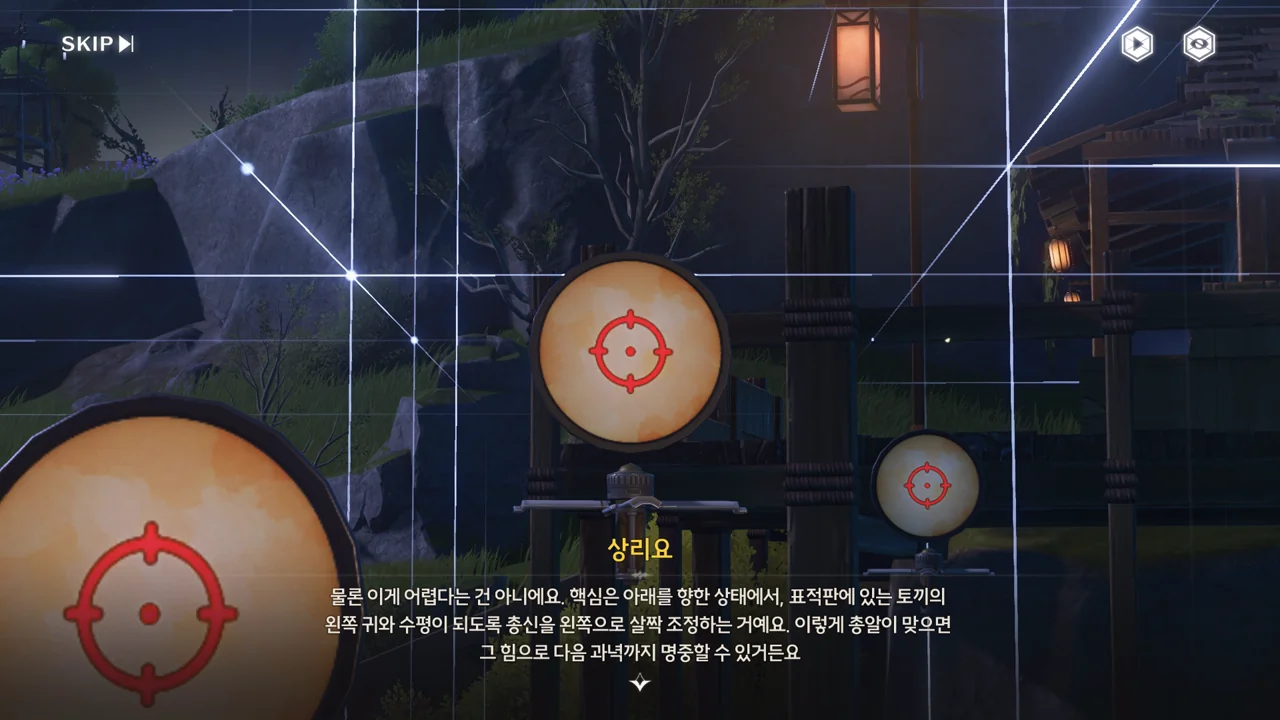 SKIP
상리요
물론 이게 어렵다는 건 아니에요. 핵심은 아래를 향한 상태에서, 표적판에 있는 토끼의
왼쪽 귀와 수평이 되도록 총신을 왼쪽으로 살짝 조정하는 거예요. 이렇게 총알이 맞으면
그 힘으로 다음 과녁까지 명중할 수 있거든요